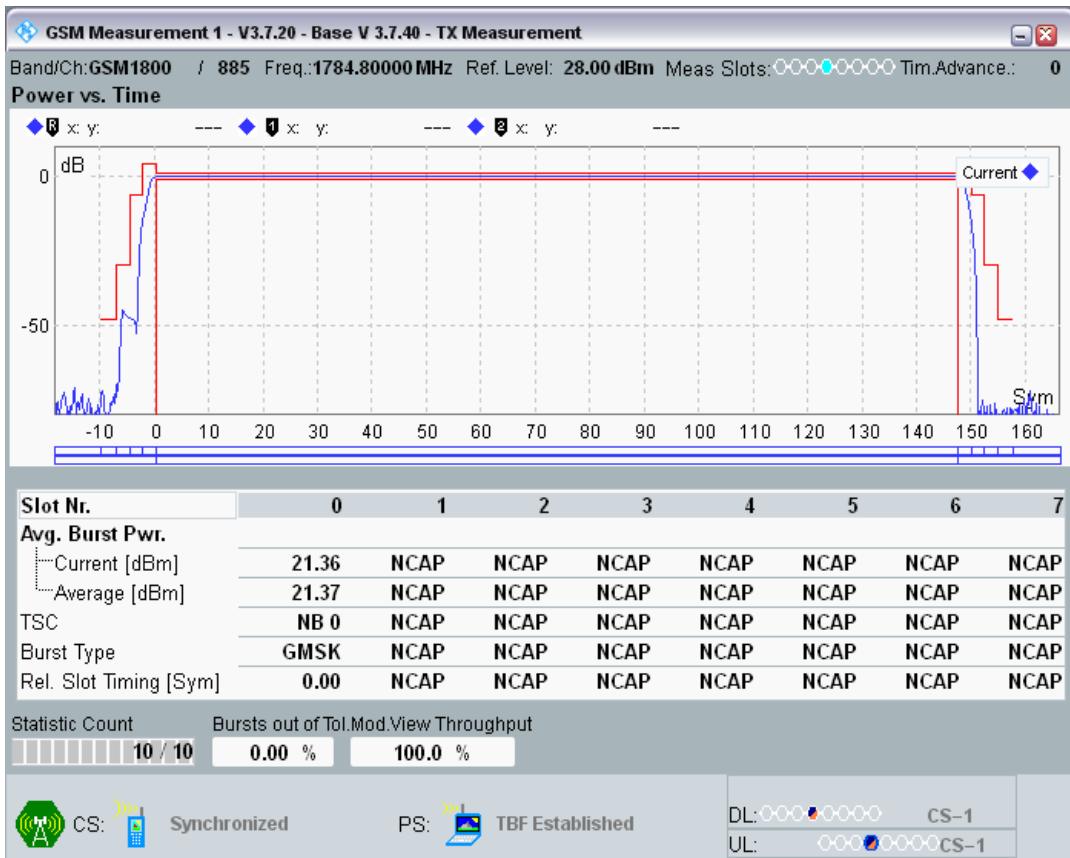 GSM Measurement 1 - V3.7.20 - Base V 3.7.40 - TX Measurement
Band/Ch:GSM1800 / 885 Freq.:1784.80000 MHz Ref. Level: 28.00 dBm Meas Slots: Tim.Advance.: 0
Power vs. Time
R x: y: --- 1 x: y: --- 2 x: y: ---
dB
Current
0
-50
Sym
-10 0 10 20 30 40 50 60 70 80 90 100 110 120 130 140 150 160
Slot Nr. 0 1 2 3 4 5 6 7
Avg. Burst Pwr.
Current [dBm] 21.36 NCAP NCAP NCAP NCAP NCAP NCAP NCAP
Average [dBm] 21.37 NCAP NCAP NCAP NCAP NCAP NCAP NCAP
TSC NB 0 NCAP NCAP NCAP NCAP NCAP NCAP NCAP
Burst Type GMSK NCAP NCAP NCAP NCAP NCAP NCAP NCAP
Rel. Slot Timing [Sym] 0.00 NCAP NCAP NCAP NCAP NCAP NCAP NCAP
Statistic Count Bursts out of Tol.Mod.View Throughput
10 / 10 0.00 % 100.0 %
CS: Synchronized PS: TBF Established
DL: CS-1
UL: CS-1